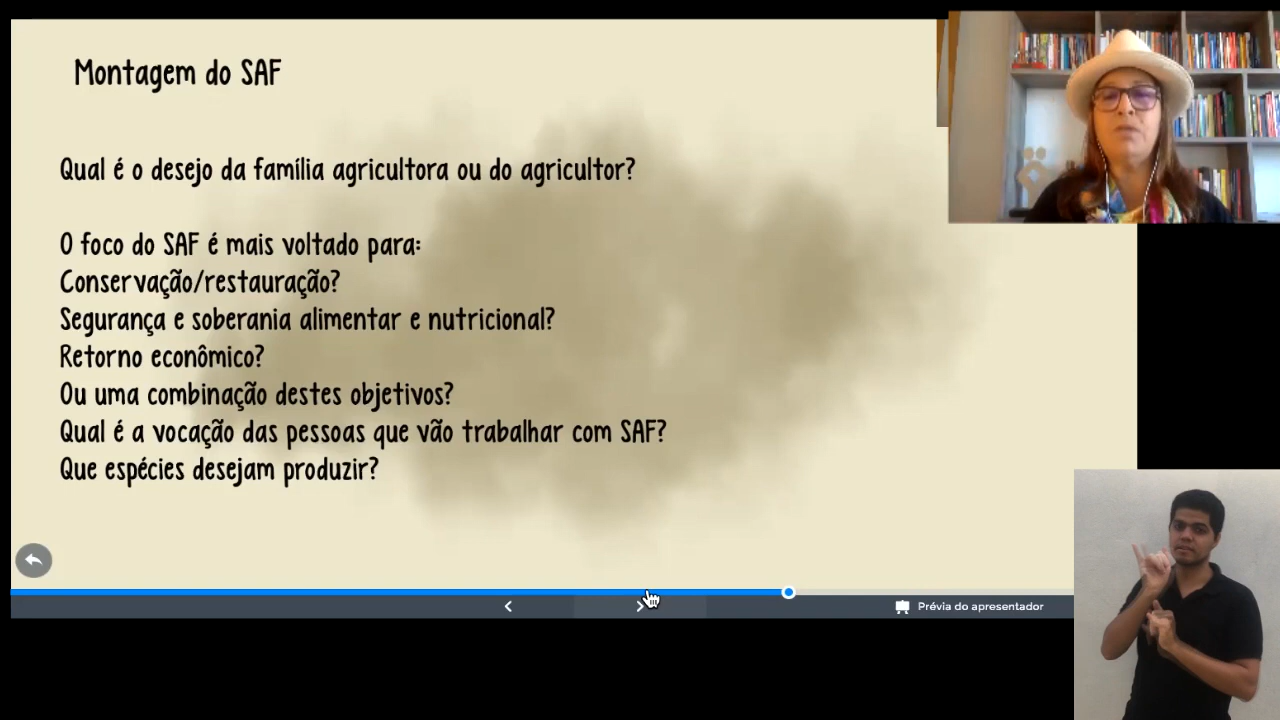 Montagem do SAF
Qual é o desejo da família agricultora ou do agricultor?
O foco do SAF é mais voltado para:
Conservação/restauração?
Segurança e soberania alimentar e nutricional?
Retorno econômico?
Ou uma combinação destes objetivos?
Qual é a vocação das pessoas que vão trabalhar com SAF?
Que espécies desejam produzir?
Prévia do apresentador